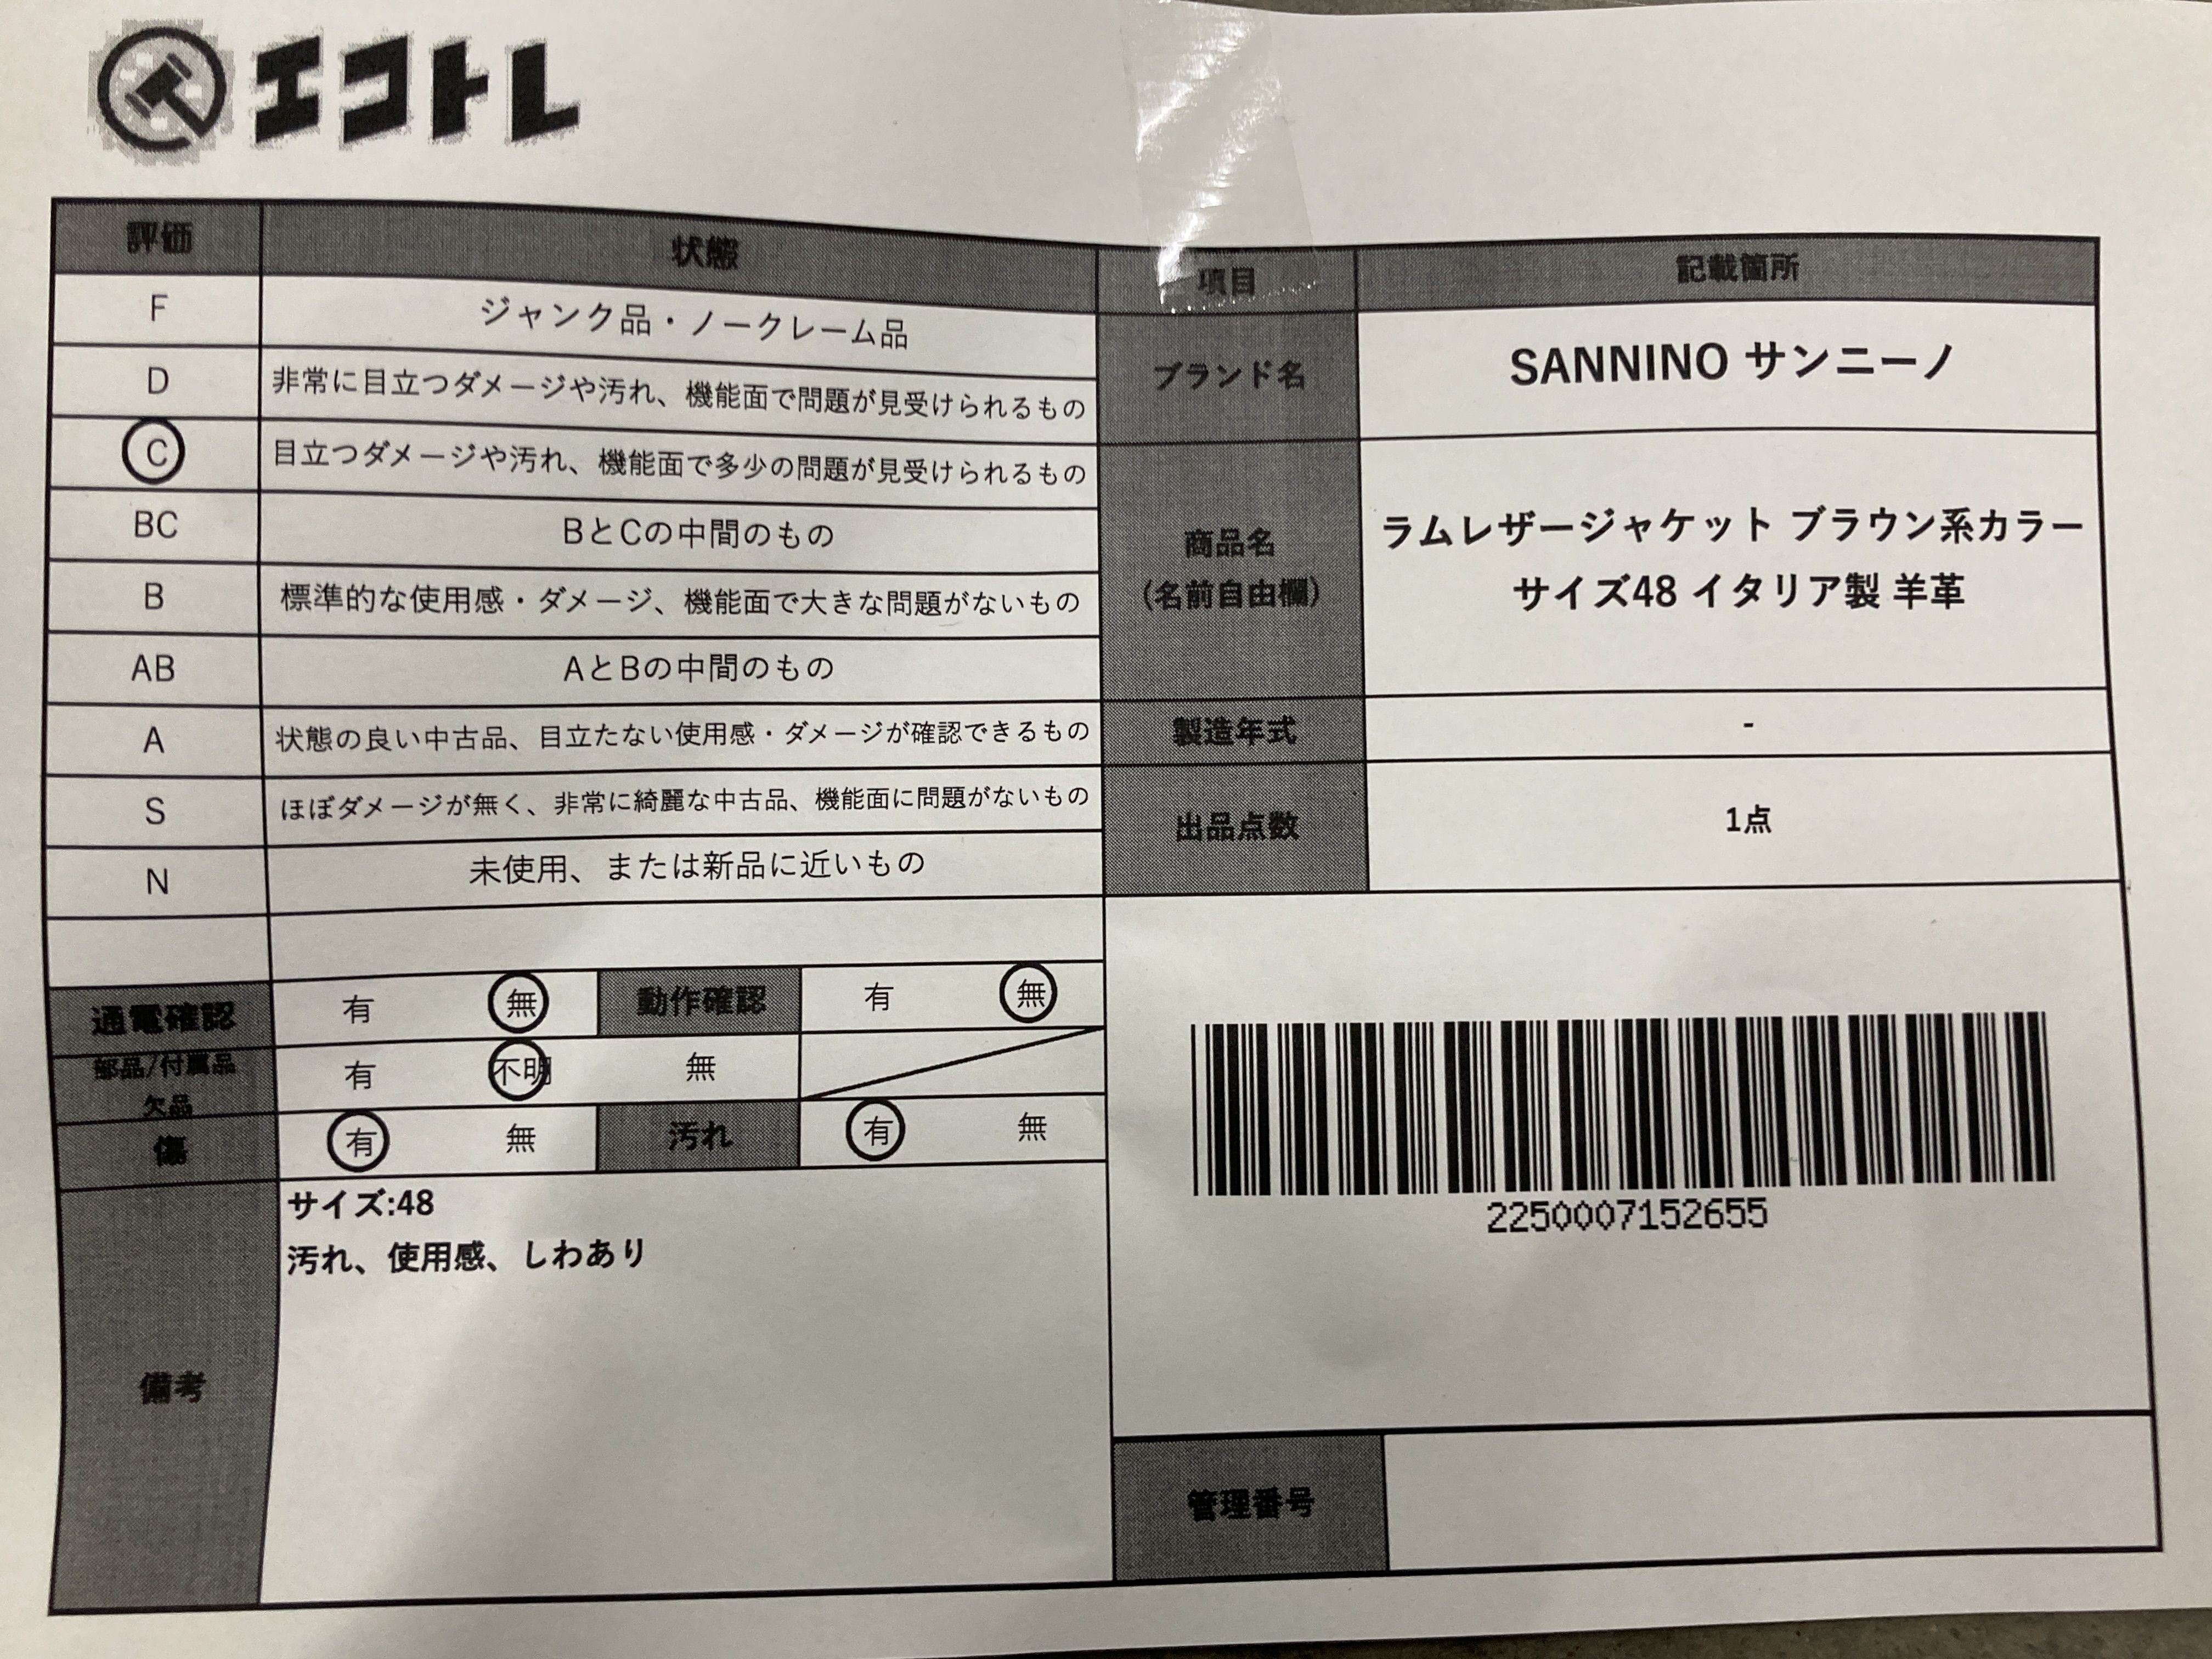 エコトレ
評価 状態
F ジャンク品・ノークレーム品
D 非常に目立つダメージや汚れ、機能面で問題が見受けられるもの
C 目立つダメージや汚れ、機能面で多少の問題が見受けられるもの
BC BとCの中間のもの
B 標準的な使用感・ダメージ、機能面で大きな問題がないもの
AB AとBの中間のもの
A 状態の良い中古品、目立たない使用感・ダメージが確認できるもの
S ほぼダメージが無く、非常に綺麗な中古品、機能面に問題がないもの
N 未使用、または新品に近いもの
通電確認 有 無 動作確認 有 無
部品/付属品
欠品
有 不明 無
傷 有 無 汚れ 有 無
備考
サイズ:48
汚れ、使用感、しわあり
項目 記載箇所
ブランド名 SANNINO サンニーノ
商品名
(名前自由欄)
ラムレザージャケット ブラウン系カラー
サイズ48 イタリア製 羊革
製造年式 -
出品点数 1点
2250007152655
管理番号